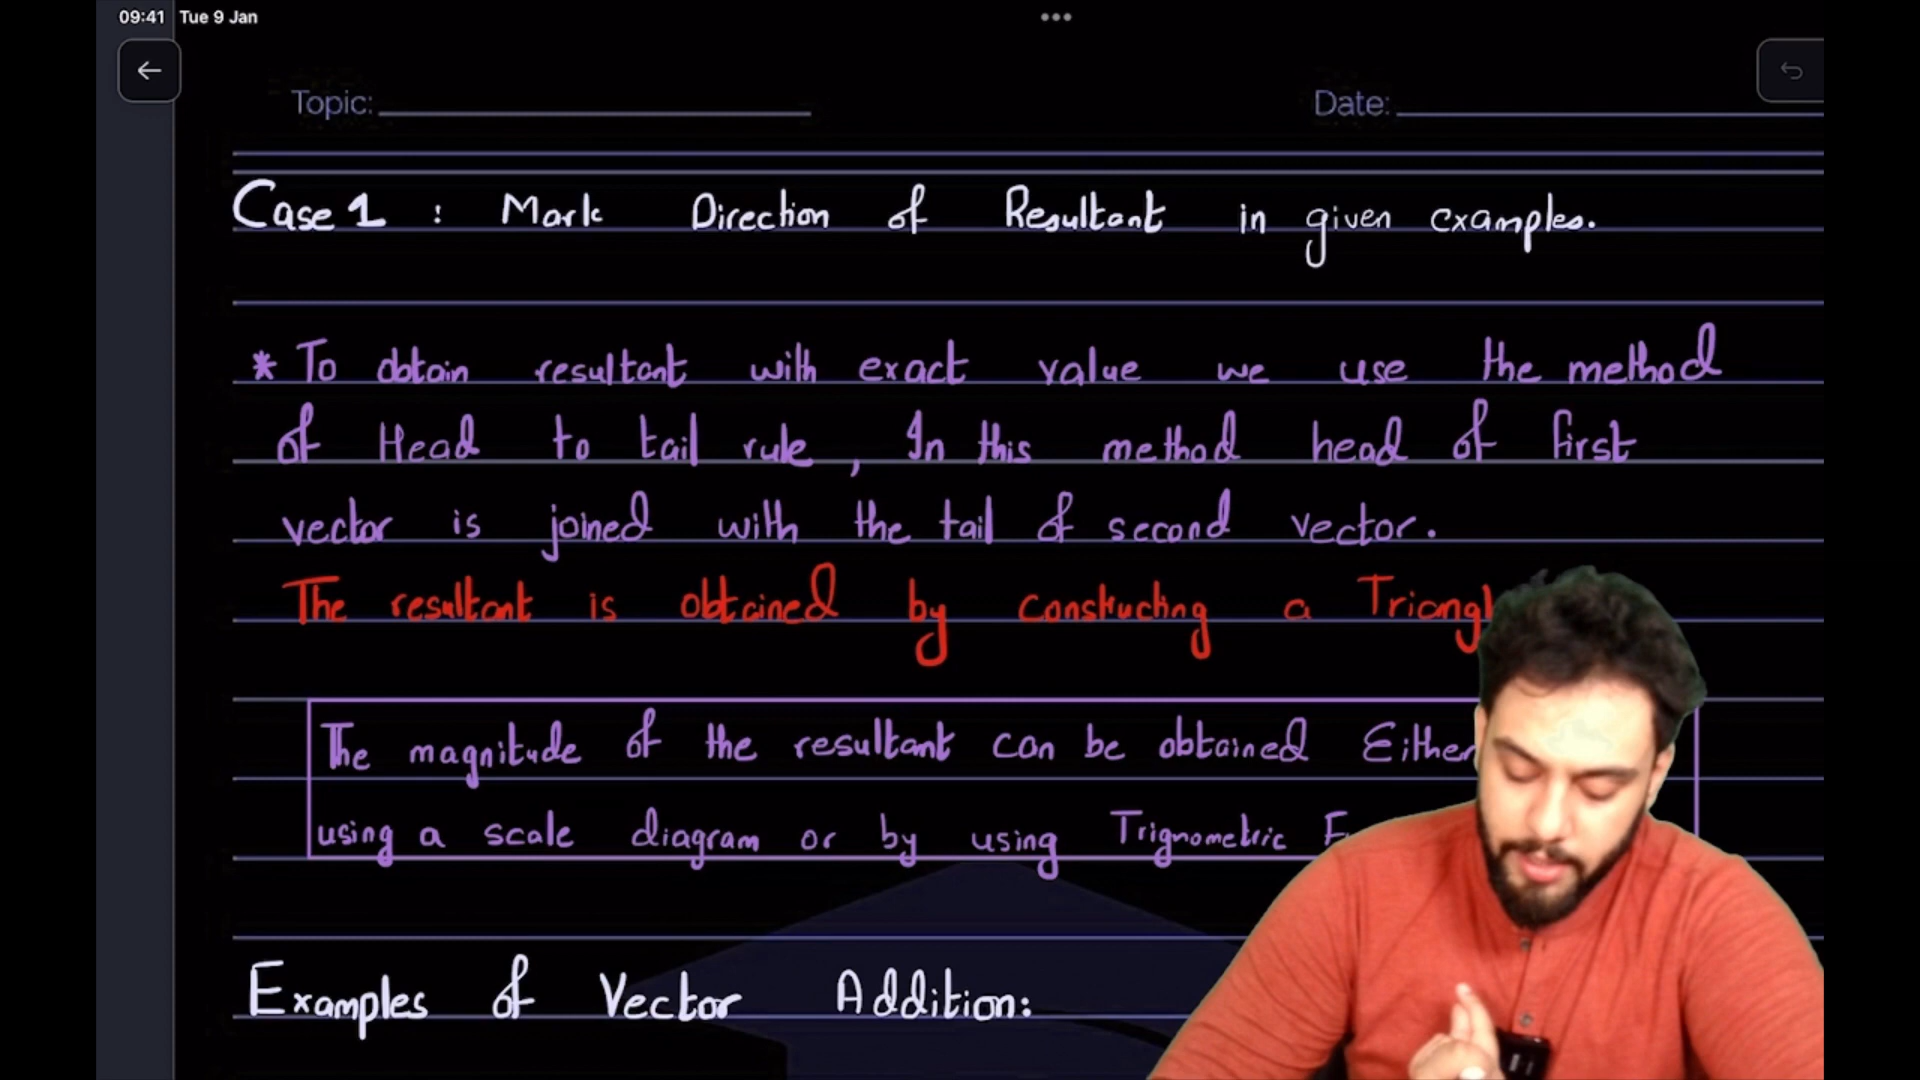 09:41 Tue 9 Jan
Topic: Date:
Case 1 : Mark Direction of Resultant in given examples.
* To obtain resultant with exact value we use the method
of Head to tail rule, In this method head of first
vector is joined with the tail of second vector.
The resultant is obtained by constucting a
The magnitude of the resultant can be obtained Either
using a scale diagram or by using Trignometric
Examples of Vector Addition: